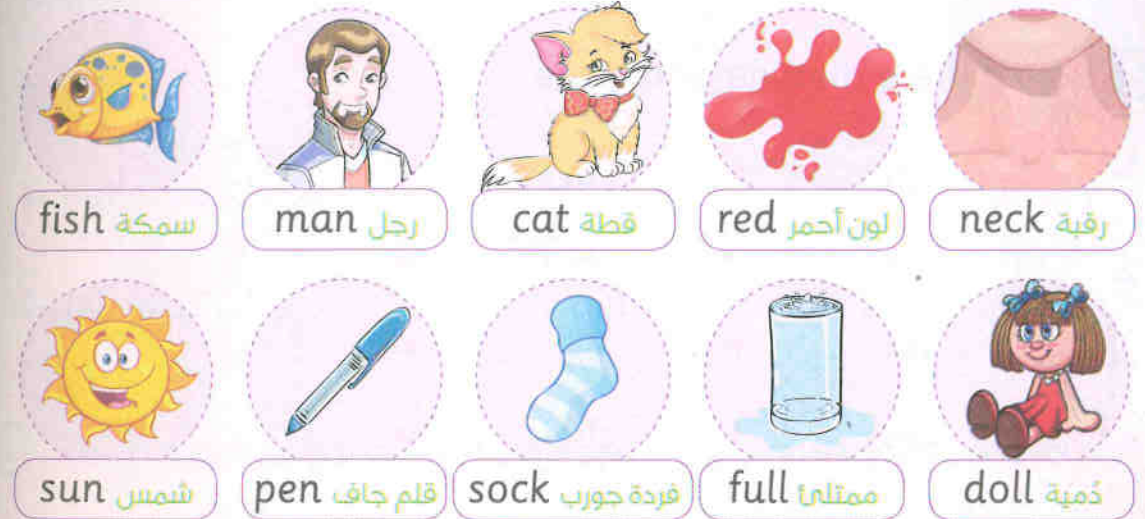 fish سمكة
man رجل
cat قطة
red لون أحمر
neck رقبة
sun شمس
pen قلم جاف
sock فردة جورب
full ممتلئ
doll دُمية